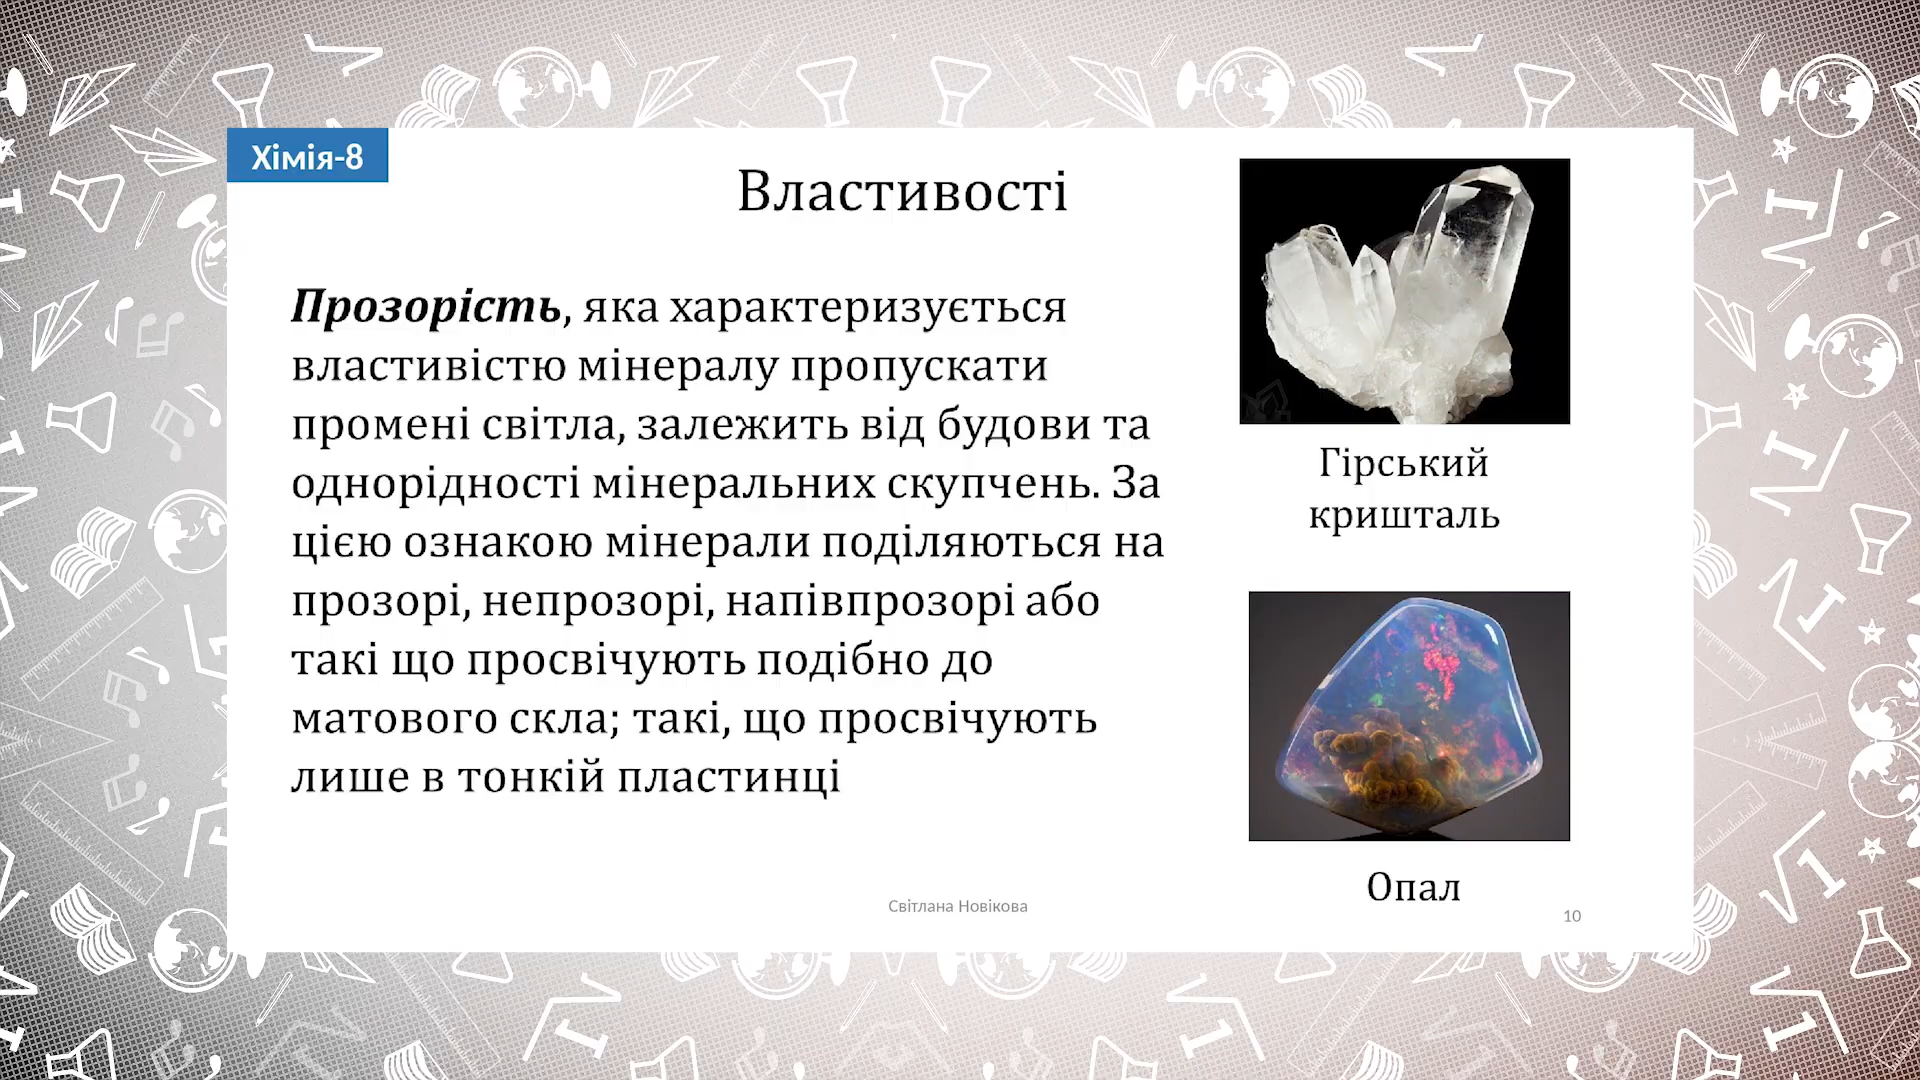 Хімія-8
Властивості
Прозорість, яка характеризується
властивістю мінералу пропускати
промені світла, залежить від будови та
однорідності мінеральних скупчень. За
цією ознакою мінерали поділяються на
прозорі, непрозорі, напівпрозорі або
такі що просвічують подібно до
матового скла; такі, що просвічують
лише в тонкій пластинці
Гірський
кришталь
Опал
Світлана Новікова
10